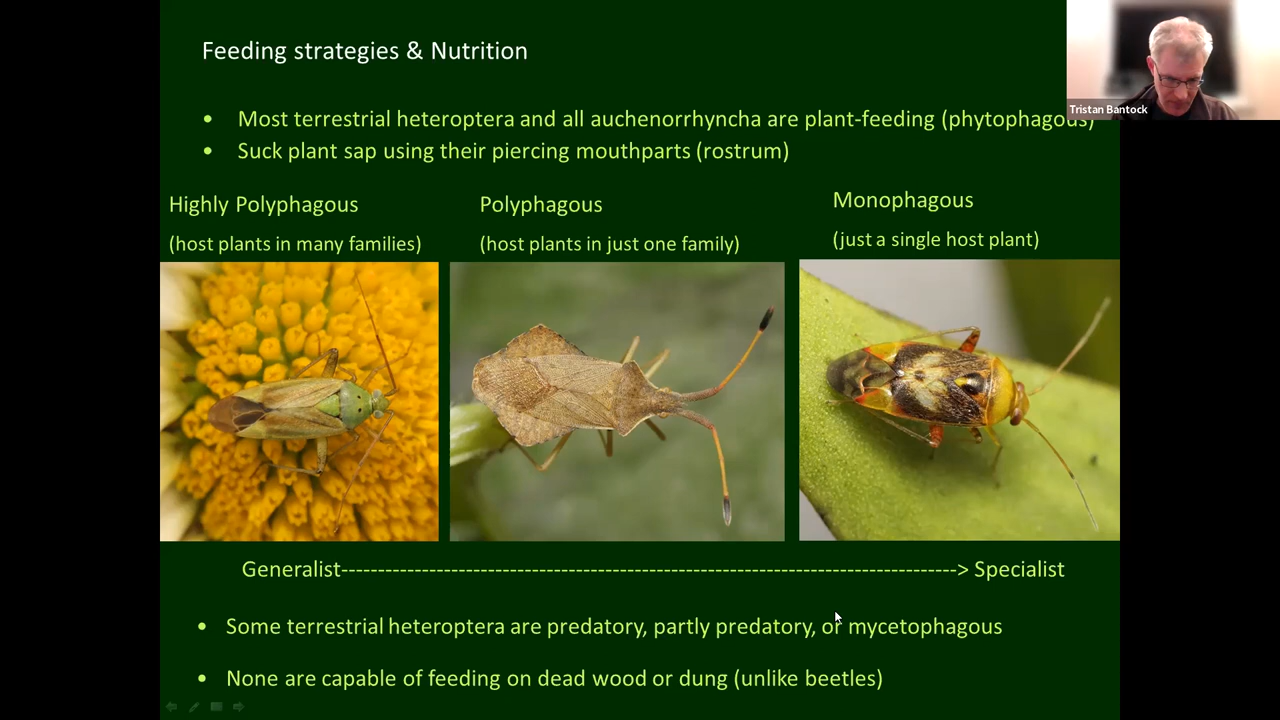 Feeding strategies & Nutrition
Tristan Bantock
• Most terrestrial heteroptera and all auchenorrhyncha are plant-feeding (phytophagous)
• Suck plant sap using their piercing mouthparts (rostrum)
Highly Polyphagous
(host plants in many families)
Polyphagous
(host plants in just one family)
Monophagous
(just a single host plant)
Generalist------------------------------------------------------------------------------------> Specialist
• Some terrestrial heteroptera are predatory, partly predatory, or mycetophagous
• None are capable of feeding on dead wood or dung (unlike beetles)